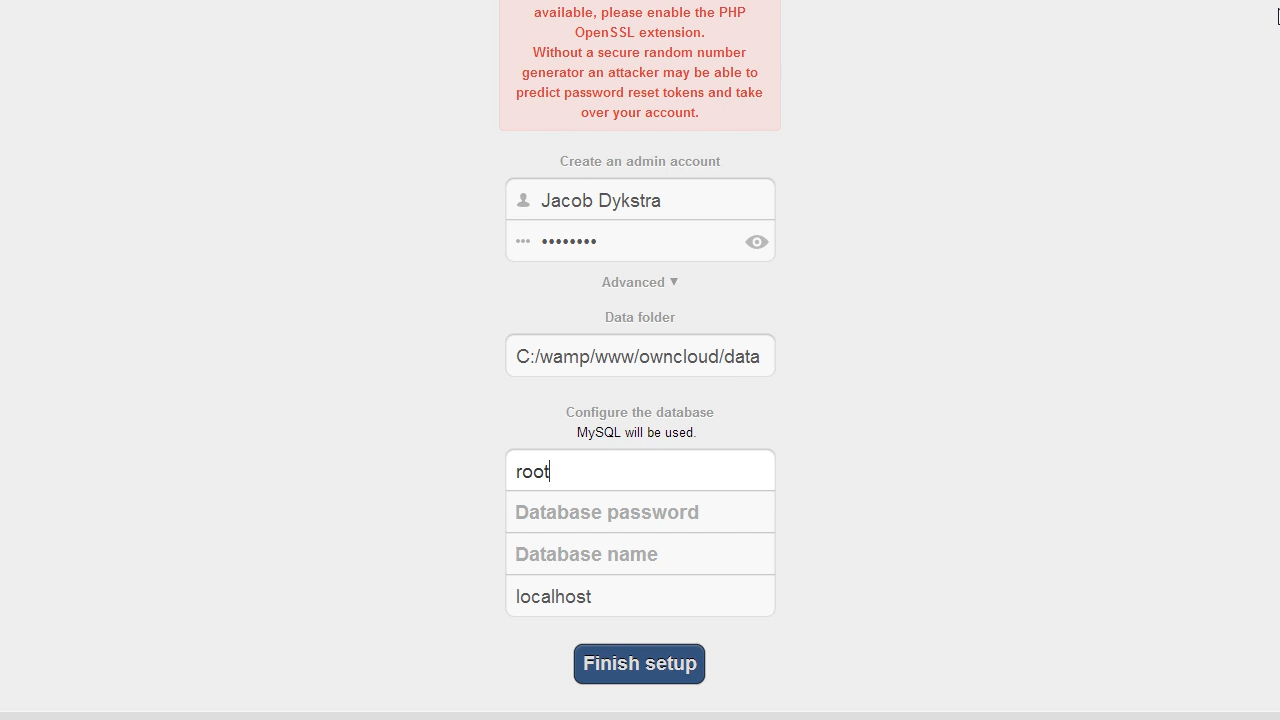 available, please enable the PHP
OpenSSL extension.
Without a secure random number
generator an attacker may be able to
predict password reset tokens and take
over your account.
Create an admin account
Jacob Dykstra
••••••••
Advanced ▼
Data folder
C:/wamp/www/owncloud/data
Configure the database
MySQL will be used.
root
Database password
Database name
localhost
Finish setup